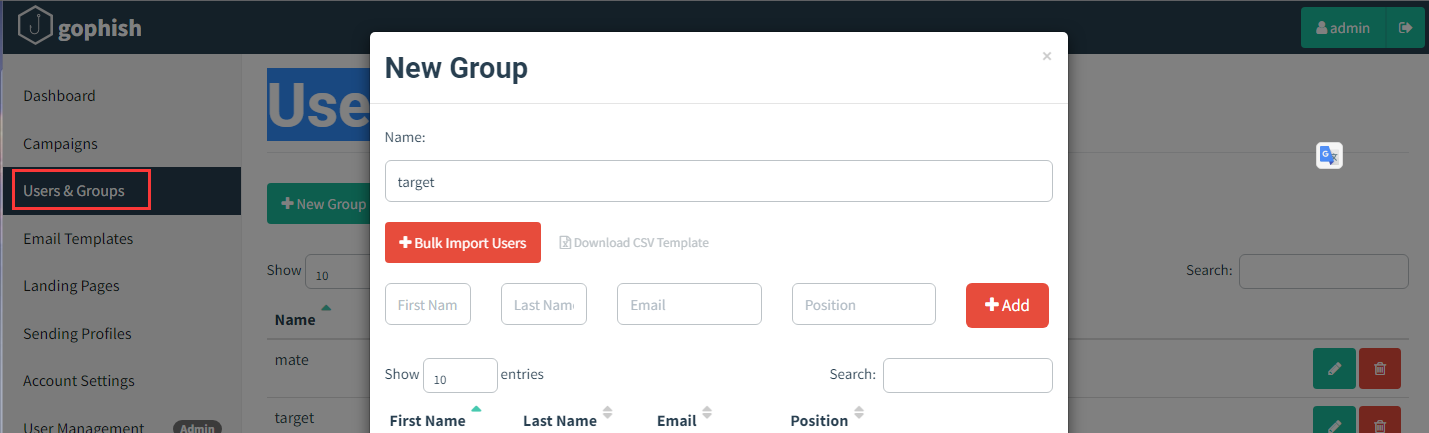 gophish
admin
New Group
×
Dashboard
Use
Name:
Campaigns
target
Users & Groups
New Group
Bulk Import Users
Download CSV Template
Email Templates
Show 10
Search:
Landing Pages
First Nam
Last Name
Email
Position
Add
Name
Sending Profiles
mate
Show 10 entries
Search:
Account Settings
First Name
Last Name
Email
Position
target
User Management
Admin